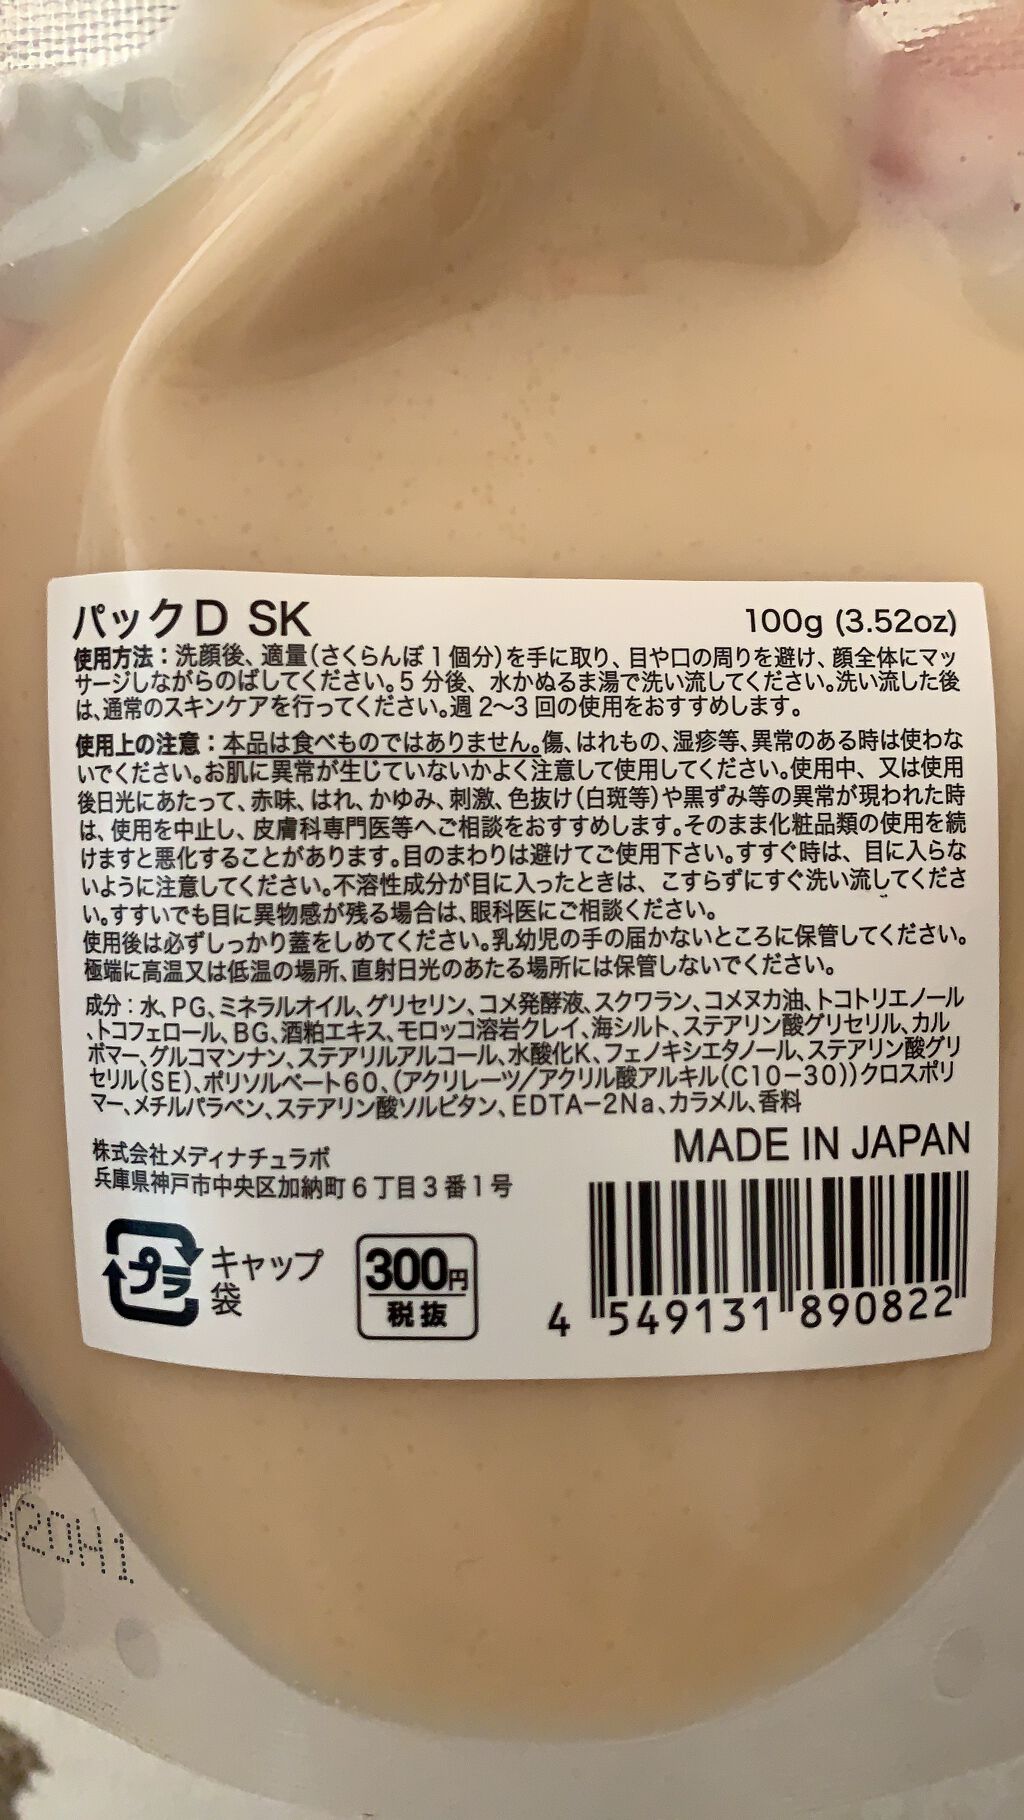 パックD SK
100g (3.52oz)
使用方法：洗顔後、適量(さくらんぼ1個分)を手に取り、目や口の周りを避け、顔全体にマッ
サージしながらのばしてください。5分後、水かぬるま湯で洗い流してください。洗い流した後
は、通常のスキンケアを行ってください。週2〜3回の使用をおすすめします。
使用上の注意：本品は食べものではありません。傷、はれもの、湿疹等、異常のある時は使わな
いでください。お肌に異常が生じていないかよく注意して使用してください。使用中、又は使用
後日光にあたって、赤味、はれ、かゆみ、刺激、色抜け(白斑等)や黒ずみ等の異常が現われた時
は、使用を中止し、皮膚科専門医等へご相談をおすすめします。そのまま化粧品類の使用を続
けますと悪化することがあります。目のまわりは避けてご使用下さい。すすぐ時は、目に入らな
いように注意してください。不溶性成分が目に入ったときは、こすらずにすぐ洗い流してくださ
い。すすいでも目に異物感が残る場合は、眼科医にご相談ください。
使用後は必ずしっかり蓋をしめてください。乳幼児の手の届かないところに保管してください。
極端に高温又は低温の場所、直射日光のあたる場所には保管しないでください。
成分：水、PG、ミネラルオイル、グリセリン、コメ発酵液、スクワラン、コメヌカ油、トコトリエノール
、トコフェロール、BG、酒粕エキス、モロッコ溶岩クレイ、海シルト、ステアリン酸グリセリル、カル
ボマー、グルコマンナン、ステアリルアルコール、水酸化K、フェノキシエタノール、ステアリン酸グリ
セリル(SE)、ポリソルベート60、(アクリレーツ/アクリル酸アルキル(C10-30))クロスポリ
マー、メチルパラベン、ステアリン酸ソルビタン、EDTA-2Na、カラメル、香料
MADE IN JAPAN
株式会社メディナチュラボ
兵庫県神戸市中央区加納町6丁目3番1号
プラ
キャップ
袋
300円
税抜
4 549131 890822
2DH1